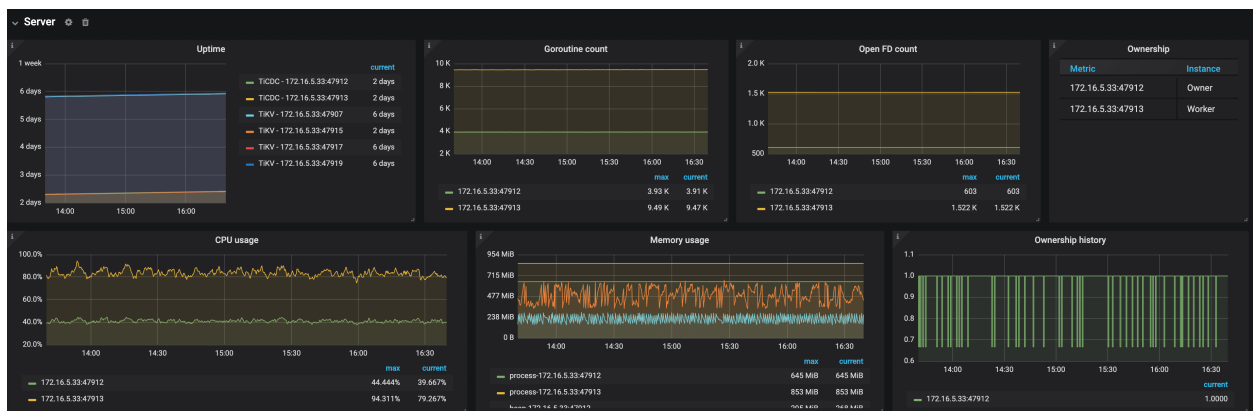 Server
Uptime
1 week
6 days
5 days
4 days
3 days
2 days
14:00 15:00 16:00
current
TiCDC - 172.16.5.33:47912 2 days
TiCDC - 172.16.5.33:47913 2 days
TiKV - 172.16.5.33:47907 6 days
TiKV - 172.16.5.33:47915 2 days
TiKV - 172.16.5.33:47917 6 days
TiKV - 172.16.5.33:47919 6 days
Goroutine count
10 K
8 K
6 K
4 K
2 K
14:00 14:30 15:00 15:30 16:00 16:30
max current
172.16.5.33:47912 3.93 K 3.91 K
172.16.5.33:47913 9.49 K 9.47 K
Open FD count
2.0 K
1.5 K
1.0 K
500
14:00 14:30 15:00 15:30 16:00 16:30
max current
172.16.5.33:47912 603 603
172.16.5.33:47913 1.522 K 1.522 K
Ownership
Metric Instance
172.16.5.33:47912 Owner
172.16.5.33:47913 Worker
CPU usage
100.0%
80.0%
60.0%
40.0%
20.0%
14:00 14:30 15:00 15:30 16:00 16:30
max current
172.16.5.33:47912 44.444% 39.667%
172.16.5.33:47913 94.311% 79.267%
Memory usage
954 MiB
715 MiB
477 MiB
238 MiB
0 B
14:00 14:30 15:00 15:30 16:00 16:30
max current
process-172.16.5.33:47912 645 MiB 645 MiB
process-172.16.5.33:47913 853 MiB 853 MiB
Ownership history
1.1
1.0
0.9
0.8
0.7
0.6
14:00 14:30 15:00 15:30 16:00 16:30
current
172.16.5.33:47912 1.0000